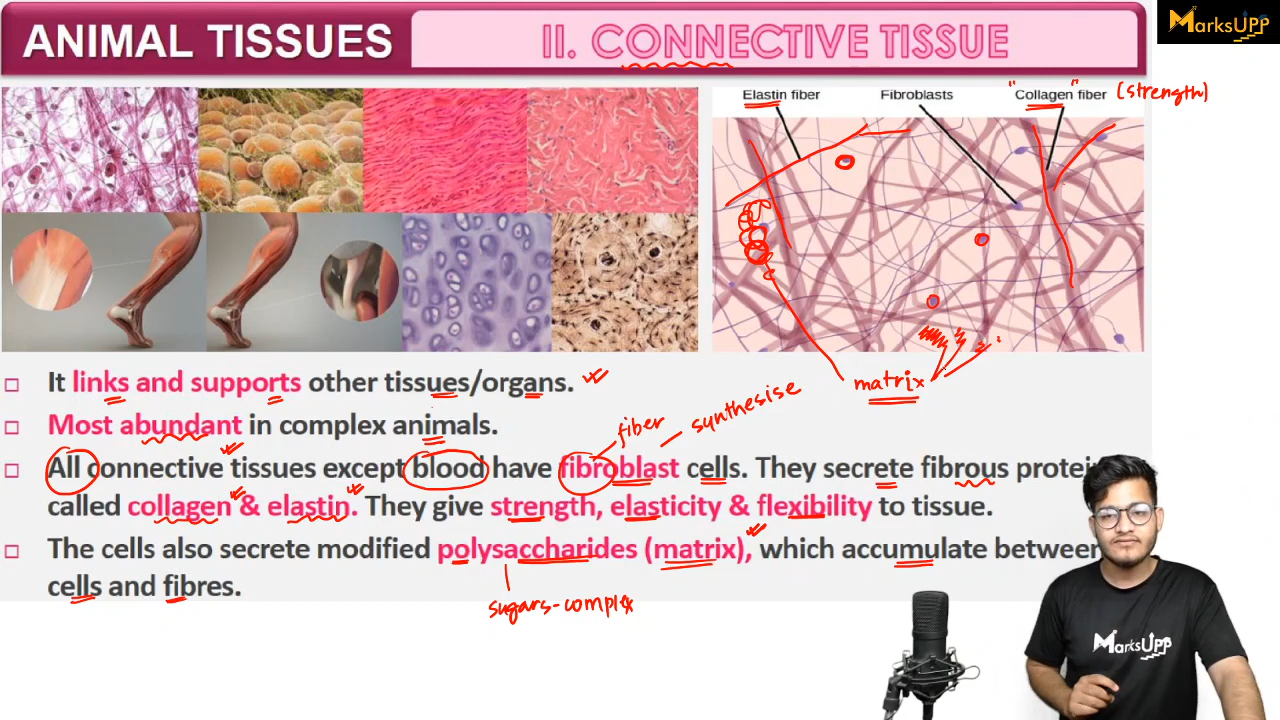 ANIMAL TISSUES
II. CONNECTIVE TISSUE
MARKSUPP
Elastin fiber
Fibroblasts
"Collagen" fiber (strength)
matrix
It links and supports other tissues/organs.
fiber
synthesise
Most abundant in complex animals.
All connective tissues except blood have fibroblast cells. They secrete fibrous protein
called collagen & elastin. They give strength, elasticity & flexibility to tissue.
The cells also secrete modified polysaccharides (matrix), which accumulate between
cells and fibres.
sugars-complex
MARKSUPP